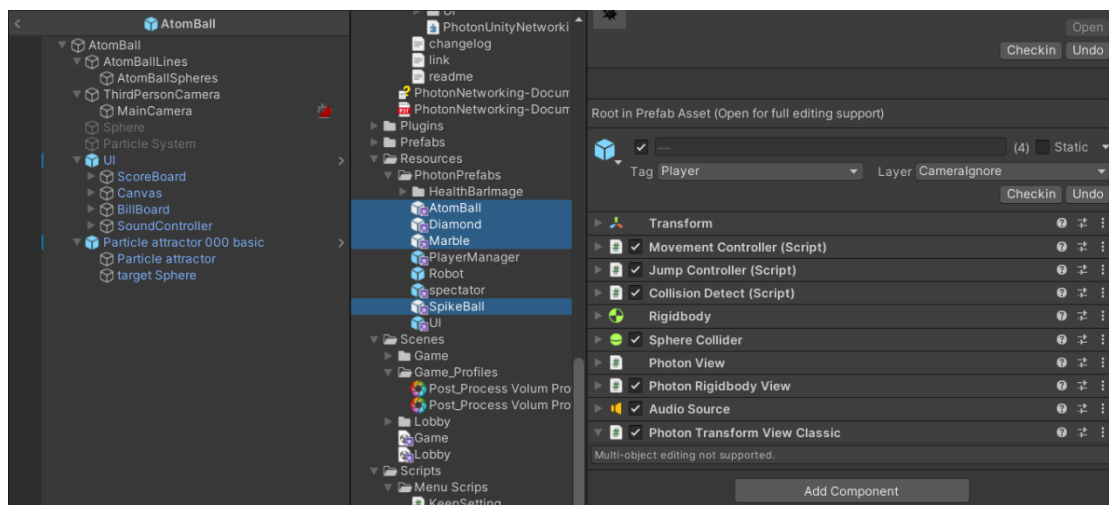 AtomBall
AtomBall
AtomBallLines
AtomBallSpheres
ThirdPersonCamera
MainCamera
Sphere
Particle System
UI
ScoreBoard
Canvas
BillBoard
SoundController
Particle attractor 000 basic
Particle attractor
target Sphere
PhotonUnityNetworki
changelog
link
readme
PhotonNetworking-Docum
PhotonNetworking-Docum
Plugins
Prefabs
Resources
PhotonPrefabs
HealthBarImage
AtomBall
Diamond
Marble
PlayerManager
Robot
spectator
SpikeBall
UI
Scenes
Game
Game_Profiles
Post_Process Volum Pro
Post_Process Volum Pro
Lobby
Game
Lobby
Scripts
Menu Scrips
KeepSetting
Open
Checkin Undo
Root in Prefab Asset (Open for full editing support)
— (4) Static
Tag Player Layer CameraIgnore
Checkin Undo
Transform
Movement Controller (Script)
Jump Controller (Script)
Collision Detect (Script)
Rigidbody
Sphere Collider
Photon View
Photon Rigidbody View
Audio Source
Photon Transform View Classic
Multi-object editing not supported.
Add Component